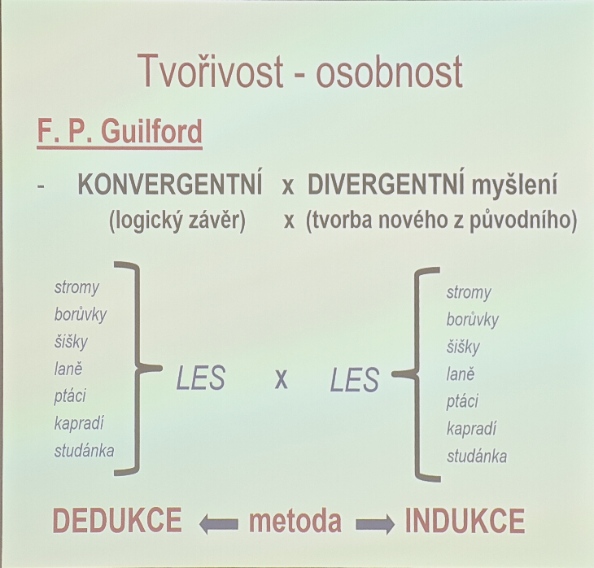 Tvořivost - osobnost
F. P. Guilford
- KONVERGENTNÍ x DIVERGENTNÍ myšlení
(logický závěr) x (tvorba nového z původního)
stromy
borůvky
šišky
laně
ptáci
kapradí
studánka
LES x LES
stromy
borůvky
šišky
laně
ptáci
kapradí
studánka
DEDUKCE metoda INDUKCE